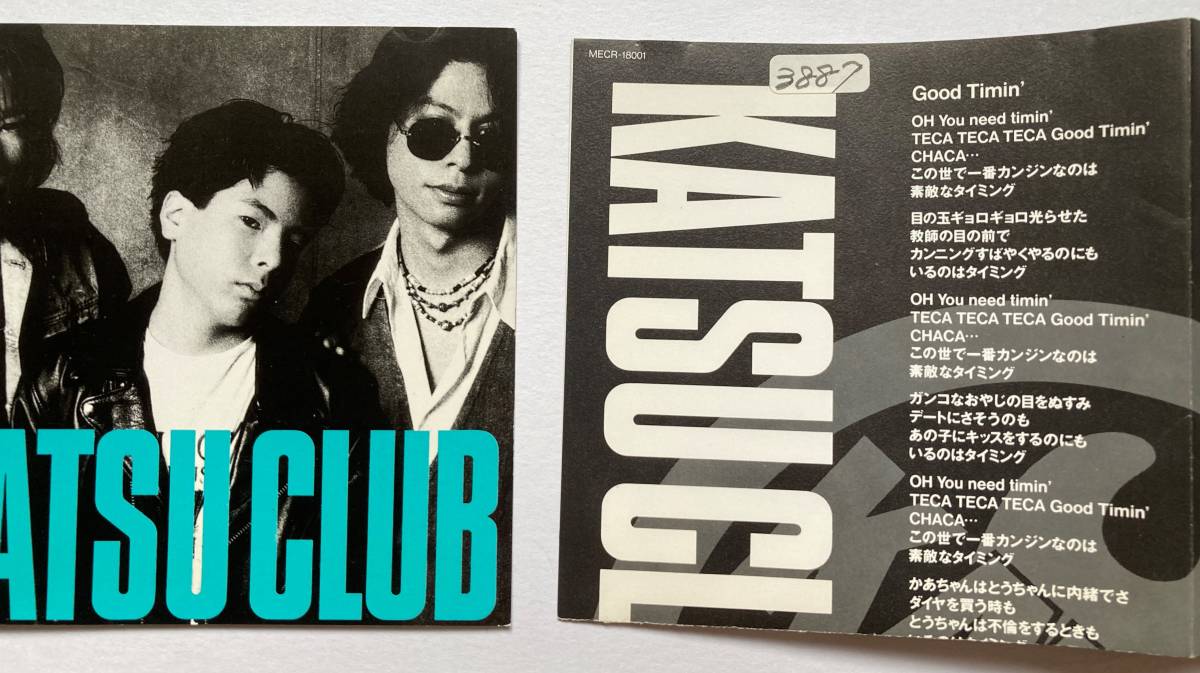 ATSU CLUB
MECR-18001
3887
KATSU CL
Good Timin'
OH You need timin'
TECA TECA TECA Good Timin'
CHACA…
この世で一番カンジンなのは
素敵なタイミング
目の玉ギョロギョロ光らせた
教師の目の前で
カンニングすばやくやるのにも
いるのはタイミング
OH You need timin'
TECA TECA TECA Good Timin'
CHACA…
この世で一番カンジンなのは
素敵なタイミング
ガンコなおやじの目をぬすみ
デートにさそうのも
あの子にキッスをするのにも
いるのはタイミング
OH You need timin'
TECA TECA TECA Good Timin'
CHACA…
この世で一番カンジンなのは
素敵なタイミング
かあちゃんはとうちゃんに内緒でさ
ダイヤを買う時も
とうちゃんは不倫をするときも